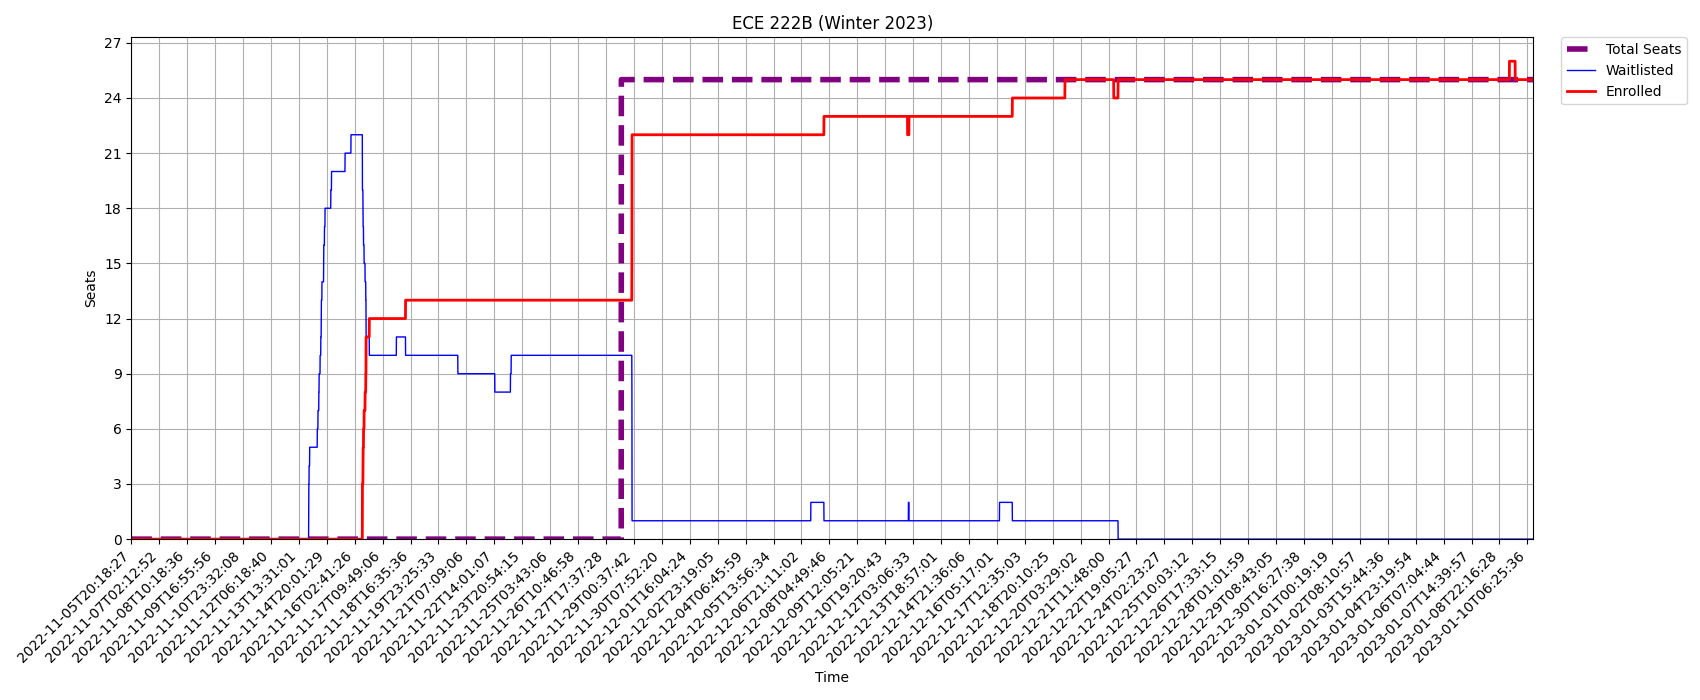 ECE 222B (Winter 2023)
Total Seats
Waitlisted
Enrolled
Seats
27
24
21
18
15
12
9
6
3
0
2022-11-05T20:18:27
2022-11-07T02:12:52
2022-11-08T10:18:36
2022-11-09T16:55:56
2022-11-10T23:32:08
2022-11-12T06:18:40
2022-11-13T13:31:01
2022-11-14T20:01:29
2022-11-16T02:41:26
2022-11-17T09:49:06
2022-11-18T16:35:36
2022-11-19T23:25:33
2022-11-21T07:09:06
2022-11-22T14:01:07
2022-11-23T20:54:15
2022-11-25T03:43:06
2022-11-26T10:46:58
2022-11-27T17:37:28
2022-11-29T00:37:42
2022-11-30T07:52:20
2022-12-01T16:04:24
2022-12-02T23:19:05
2022-12-04T06:45:59
2022-12-05T13:56:34
2022-12-06T21:11:02
2022-12-08T04:49:46
2022-12-09T12:05:21
2022-12-10T19:20:43
2022-12-12T03:06:33
2022-12-13T18:57:01
2022-12-14T21:36:06
2022-12-16T05:17:01
2022-12-17T12:35:03
2022-12-18T20:10:25
2022-12-20T03:29:02
2022-12-21T11:48:00
2022-12-22T19:05:27
2022-12-24T02:23:27
2022-12-25T10:03:12
2022-12-26T17:33:15
2022-12-28T01:01:59
2022-12-29T08:43:05
2022-12-30T16:27:38
2023-01-01T00:19:19
2023-01-02T08:10:57
2023-01-03T15:44:36
2023-01-04T23:19:54
2023-01-06T07:04:44
2023-01-07T14:39:57
2023-01-08T22:16:28
2023-01-10T06:25:36
Time